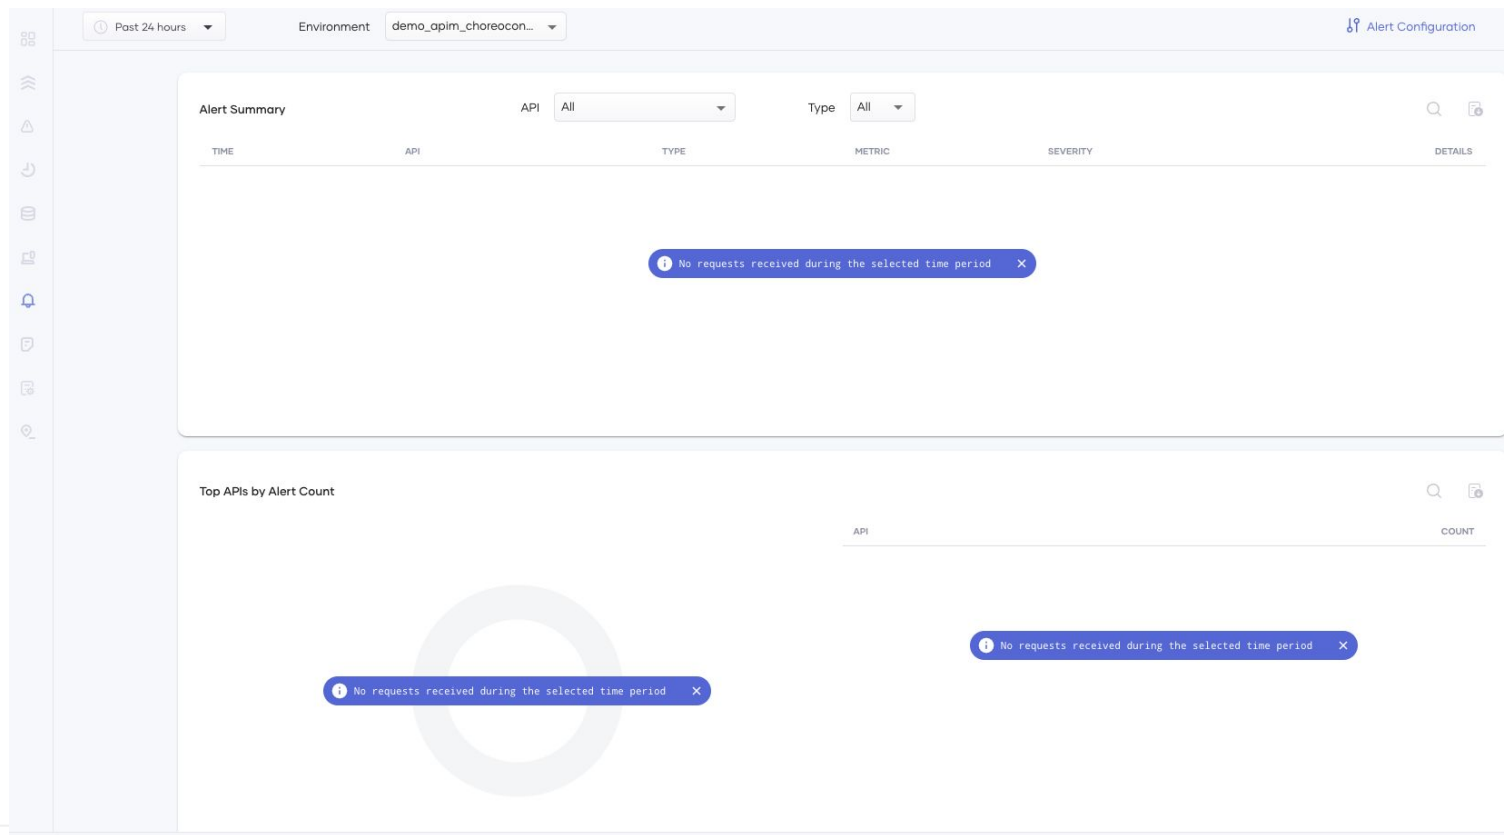 Past 24 hours Environment demo_apim_choreocon... Alert Configuration
Alert Summary API All Type All
TIME API TYPE METRIC SEVERITY DETAILS
No requests received during the selected time period
Top APIs by Alert Count
API COUNT
No requests received during the selected time period
No requests received during the selected time period